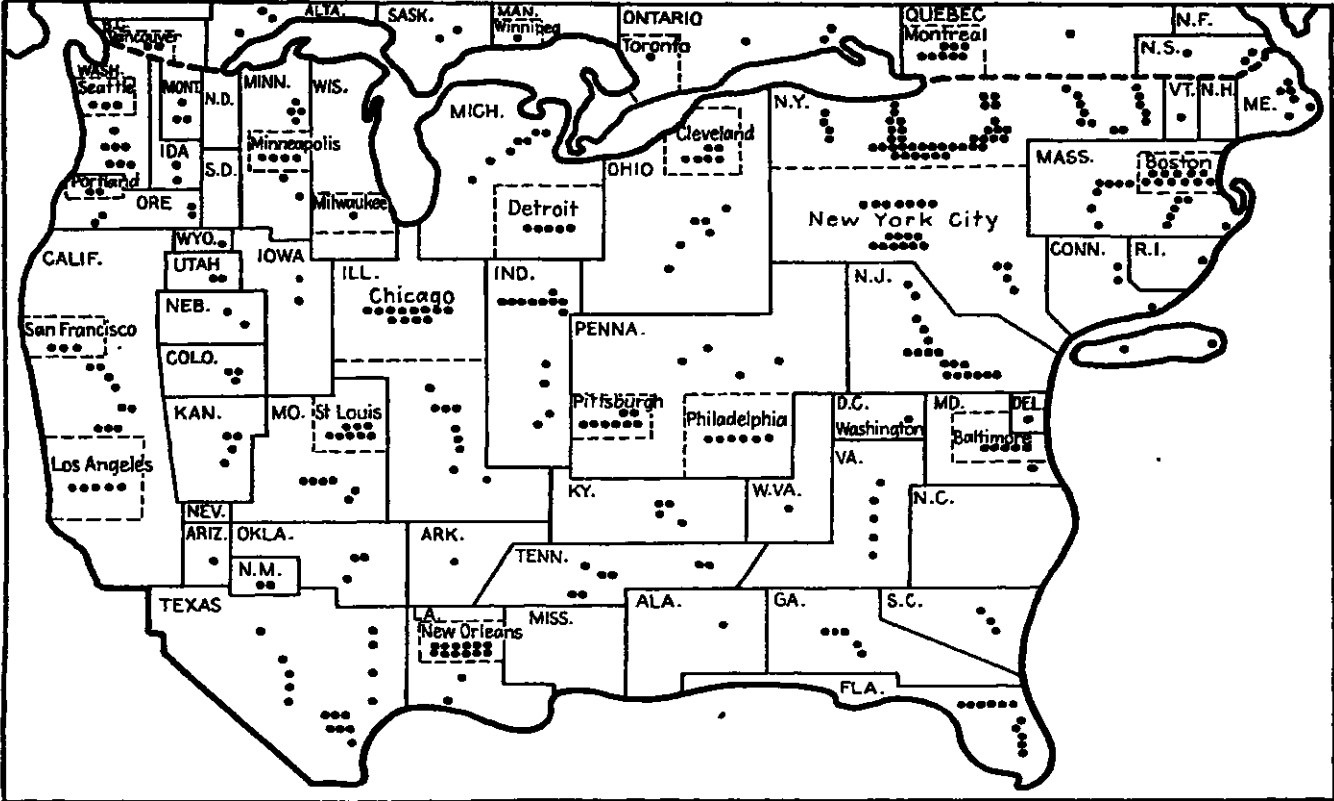 B.C.
Vancouver
ALTA.
SASK.
MAN.
Winnipeg
ONTARIO
Toronto
QUEBEC
Montreal
N.F.
N.S.
WASH.
Seattle
MONT.
N.D.
MINN.
WIS.
MICH.
Cleveland
N.Y.
VT.
N.H.
ME.
IDA
S.D.
Minneapolis
OHIO
MASS.
Boston
Portland
ORE
Milwaukee
Detroit
New York City
WYO.
CALIF.
UTAH
IOWA
ILL.
IND.
N.J.
CONN.
R.I.
NEB.
Chicago
San Francisco
COLO.
PENNA.
KAN.
MO.
St Louis
Pittsburgh
Philadelphia
D.C.
Washington
MD.
DEL.
Baltimore
Los Angeles
VA.
KY.
W.VA.
N.C.
NEV.
ARIZ.
OKLA.
ARK.
TENN.
N.M.
TEXAS
LA.
New Orleans
MISS.
ALA.
GA.
S.C.
FLA.